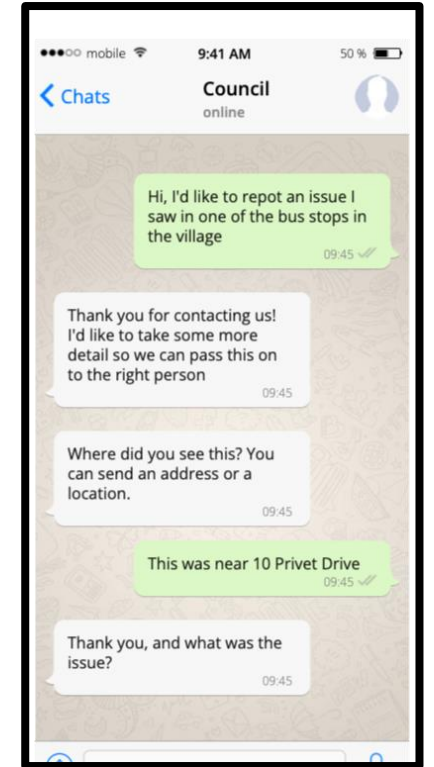 mobile 9:41 AM 50 %
Chats Council
online
Hi, I'd like to repot an issue I
saw in one of the bus stops in
the village
09:45
Thank you for contacting us!
I'd like to take some more
detail so we can pass this on
to the right person
09:45
Where did you see this? You
can send an address or a
location.
09:45
This was near 10 Privet Drive
09:45
Thank you, and what was the
issue?
09:45